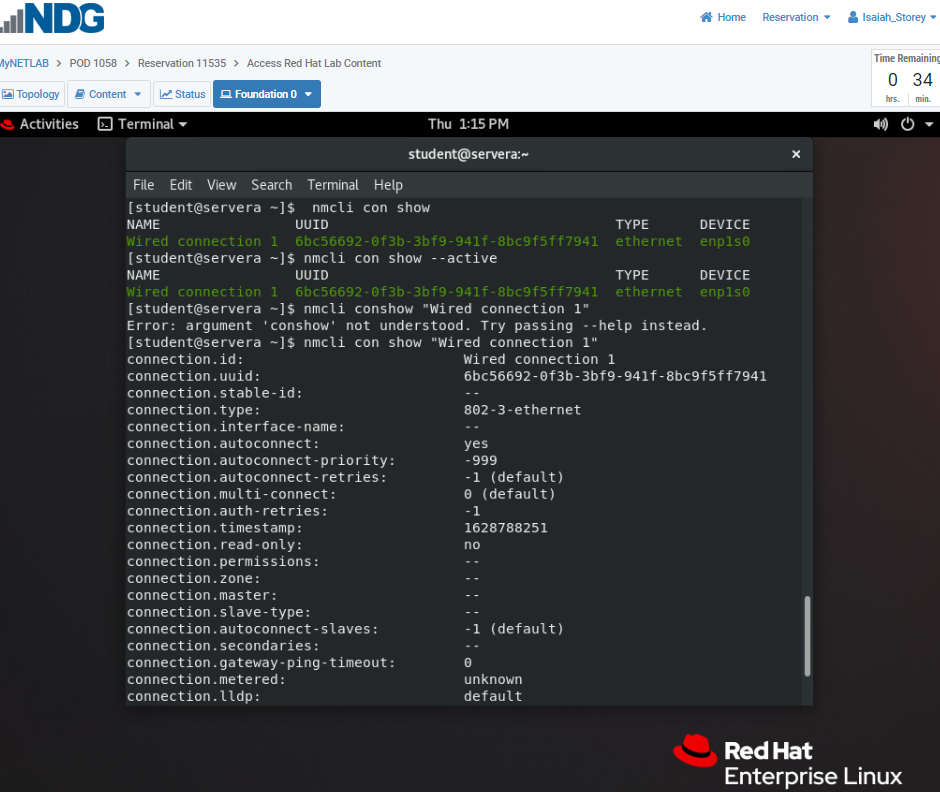 NDG
Home Reservation Isaiah_Storey
MyNETLAB > POD 1058 > Reservation 11535 > Access Red Hat Lab Content
Time Remaining
0 34
hrs. min.
Topology Content Status Foundation 0
Activities Terminal Thu 1:15 PM
student@servera:~ ×
File Edit View Search Terminal Help
[student@servera ~]$  nmcli con show
NAME UUID TYPE DEVICE
Wired connection 1 6bc56692-0f3b-3bf9-941f-8bc9f5ff7941 ethernet enp1s0
[student@servera ~]$ nmcli con show --active
NAME UUID TYPE DEVICE
Wired connection 1 6bc56692-0f3b-3bf9-941f-8bc9f5ff7941 ethernet enp1s0
[student@servera ~]$ nmcli conshow "Wired connection 1"
Error: argument 'conshow' not understood. Try passing --help instead.
[student@servera ~]$ nmcli con show "Wired connection 1"
connection.id: Wired connection 1
connection.uuid: 6bc56692-0f3b-3bf9-941f-8bc9f5ff7941
connection.stable-id: --
connection.type: 802-3-ethernet
connection.interface-name: --
connection.autoconnect: yes
connection.autoconnect-priority: -999
connection.autoconnect-retries: -1 (default)
connection.multi-connect: 0 (default)
connection.auth-retries: -1
connection.timestamp: 1628788251
connection.read-only: no
connection.permissions: --
connection.zone: --
connection.master: --
connection.slave-type: --
connection.autoconnect-slaves: -1 (default)
connection.secondaries: --
connection.gateway-ping-timeout: 0
connection.metered: unknown
connection.lldp: default
Red Hat
Enterprise Linux